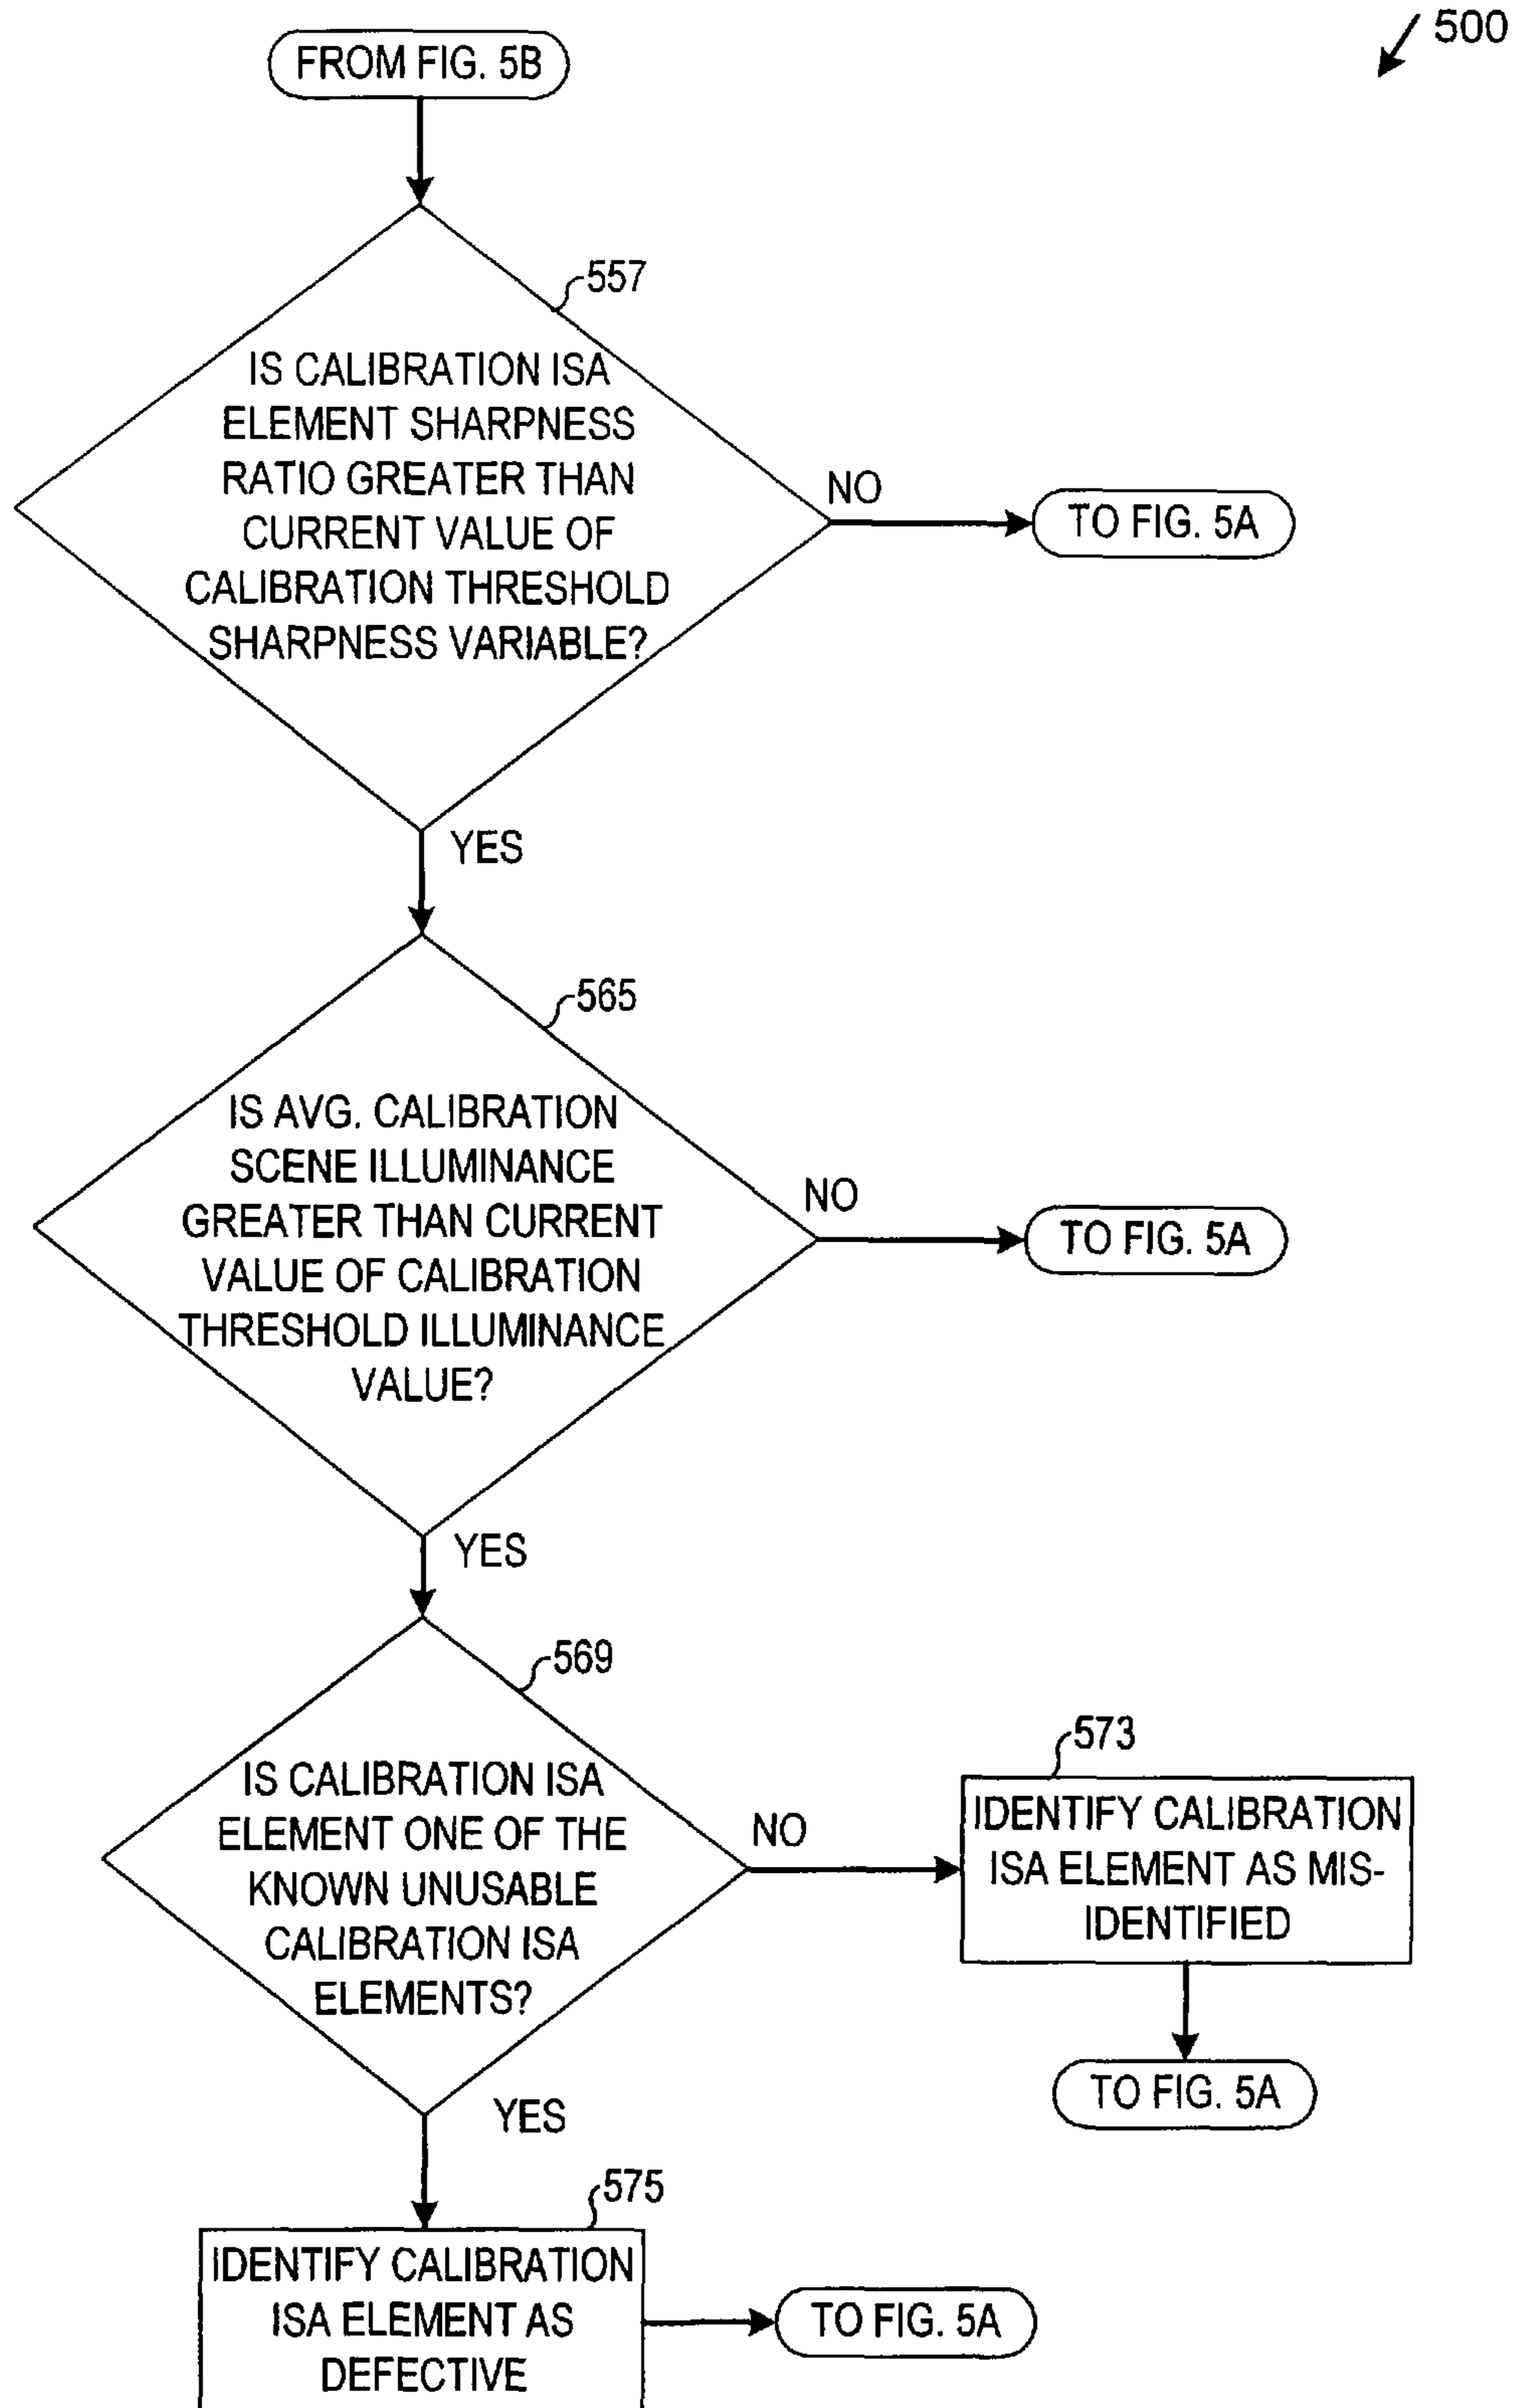 500
FROM FIG. 5B
557
IS CALIBRATION ISA
ELEMENT SHARPNESS
RATIO GREATER THAN
CURRENT VALUE OF
CALIBRATION THRESHOLD
SHARPNESS VARIABLE?
NO
TO FIG. 5A
YES
565
IS AVG. CALIBRATION
SCENE ILLUMINANCE
GREATER THAN CURRENT
VALUE OF CALIBRATION
THRESHOLD ILLUMINANCE
VALUE?
NO
TO FIG. 5A
YES
569
IS CALIBRATION ISA
ELEMENT ONE OF THE
KNOWN UNUSABLE
CALIBRATION ISA
ELEMENTS?
NO
573
IDENTIFY CALIBRATION
ISA ELEMENT AS MIS-
IDENTIFIED
TO FIG. 5A
YES
575
IDENTIFY CALIBRATION
ISA ELEMENT AS
DEFECTIVE
TO FIG. 5A